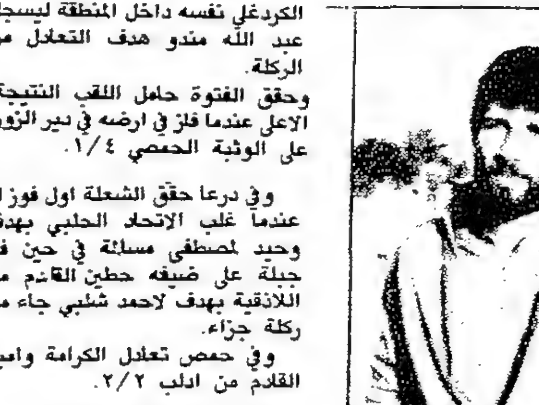 الكردغلي نفسه داخل المنطقة ليسجل
عبد الله مندو هدف التعادل من
الركلة.
وحقق الفتوة حامل اللقب النتيجة
الاعلى عندما فاز في ارضه في دير الزور
على الوثبة الحمصي ١/٤.
وفي درعا حقق الشعلة اول فوز
عندما غلب الاتحاد الحلبي بهدف
وحيد لمصطفى مسالمة في حين
جبلة على ضيفه حطين القادم من
اللاذقية بهدف لاحمد شلبي جاء من
ركلة جزاء.
وفي حمص تعادل الكرامة
القادم من ادلب ٢/٢.